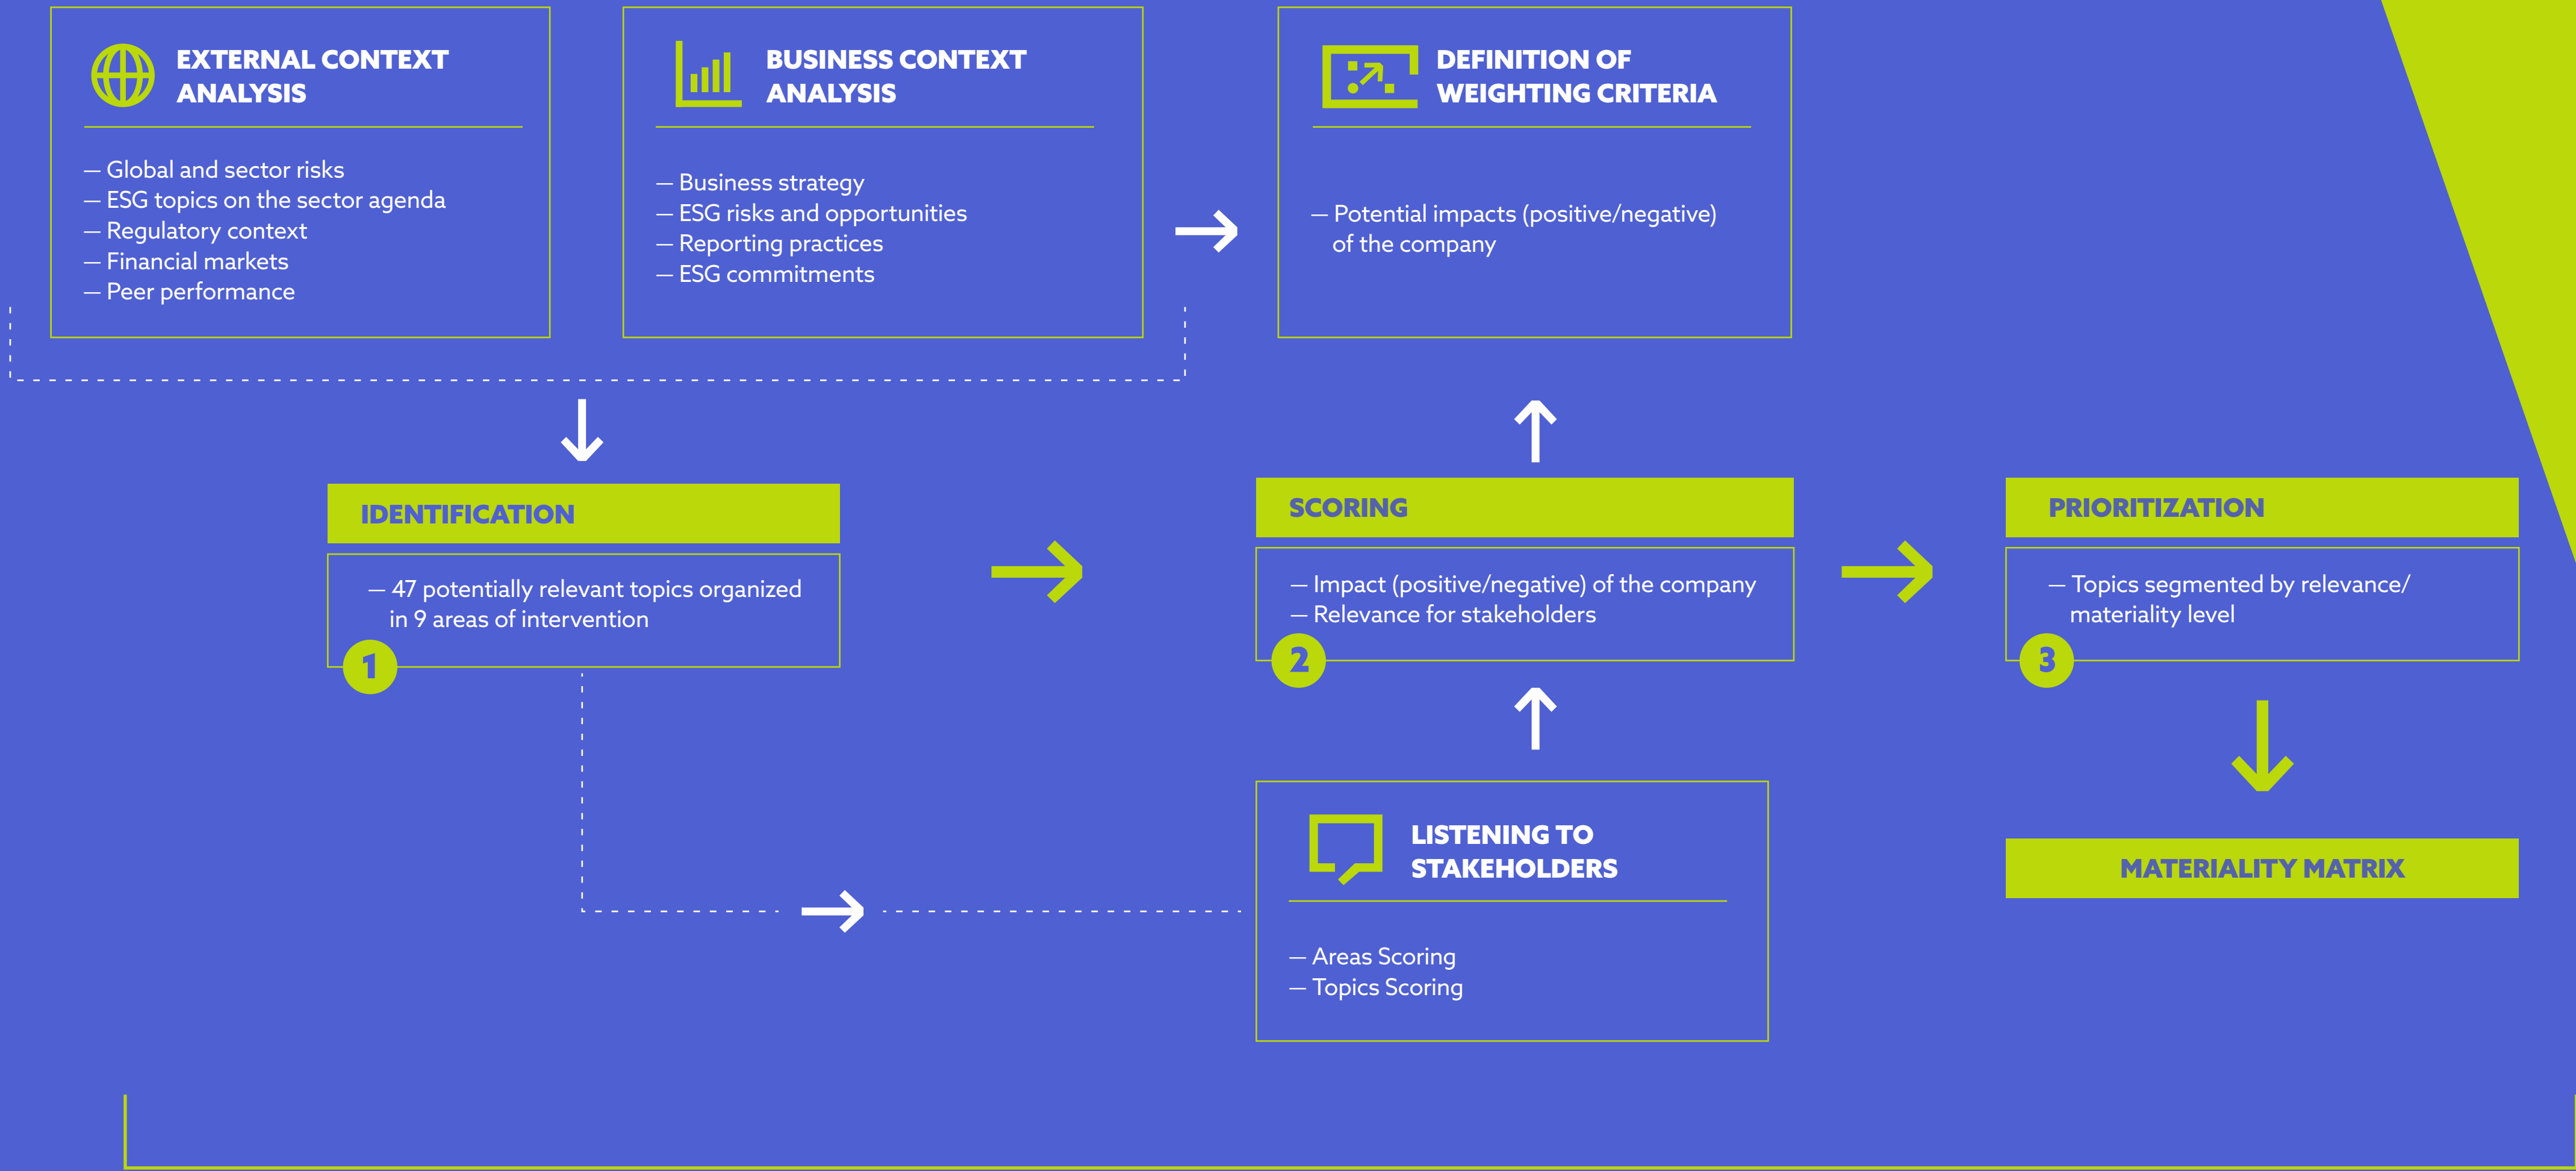 EXTERNAL CONTEXT
ANALYSIS
— Global and sector risks
— ESG topics on the sector agenda
— Regulatory context
— Financial markets
— Peer performance
BUSINESS CONTEXT
ANALYSIS
— Business strategy
— ESG risks and opportunities
— Reporting practices
— ESG commitments
DEFINITION OF
WEIGHTING CRITERIA
— Potential impacts (positive/negative)
of the company
IDENTIFICATION
— 47 potentially relevant topics organized
in 9 areas of intervention
1
SCORING
— Impact (positive/negative) of the company
— Relevance for stakeholders
2
PRIORITIZATION
— Topics segmented by relevance/
materiality level
3
LISTENING TO
STAKEHOLDERS
— Areas Scoring
— Topics Scoring
MATERIALITY MATRIX